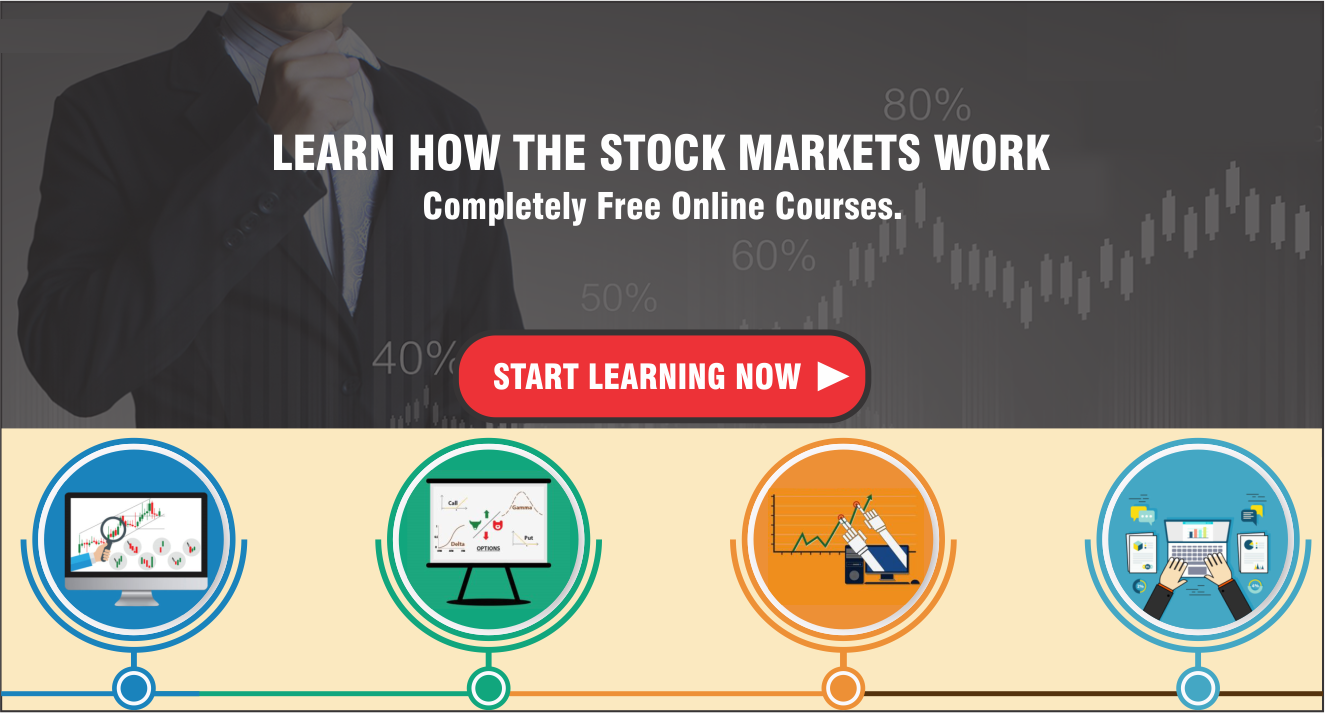 80%
LEARN HOW THE STOCK MARKETS WORK
Completely Free Online Courses.
60%
50%
40%
START LEARNING NOW
Call
Gamma
Delta
Put
OPTIONS